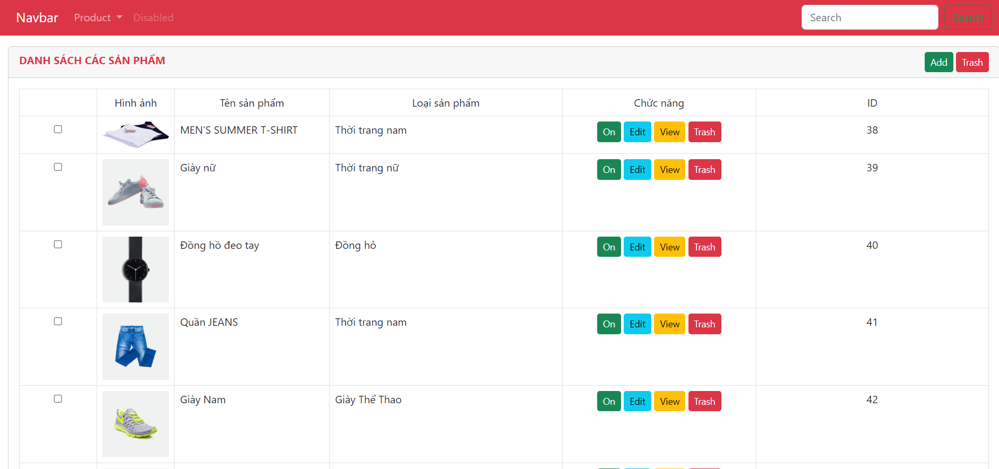 Navbar Product Disabled Search Search
DANH SÁCH CÁC SẢN PHẨM Add Trash
Hình ảnh Tên sản phẩm Loại sản phẩm Chức năng ID
MEN'S SUMMER T-SHIRT Thời trang nam On Edit View Trash 38
Giày nữ Thời trang nữ On Edit View Trash 39
Đồng hồ đeo tay Đồng hô On Edit View Trash 40
Quần JEANS Thời trang nam On Edit View Trash 41
Giày Nam Giày Thể Thao On Edit View Trash 42